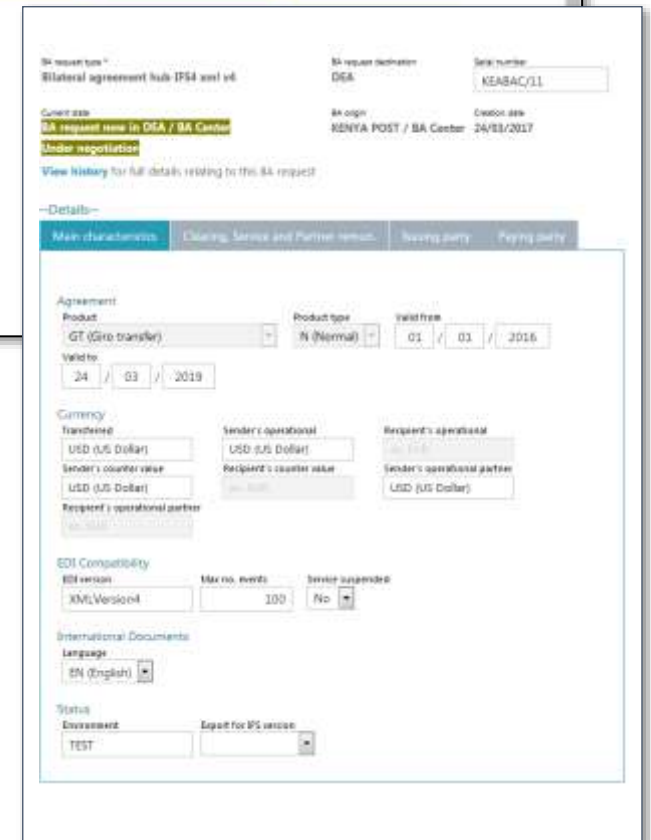 BA request type *
BA request destination
Serial number
Bilateral agreement hub IFS4 xml v4
DEA
KEABAC/11
Current state
BA origin
Creation date
BA request now in DEA / BA Center
KENYA POST / BA Center
24/03/2017
Under negotiation
View history for full details relating to this BA request
--Details--
Main characteristics
Clearing, Service and Partner remun.
Issuing party
Paying party
Agreement
Product
Product type
Valid from
GT (Giro transfer)
N (Normal)
01 / 01 / 2016
Valid to
24 / 03 / 2019
Currency
Transferred
Sender's operational
Recipient's operational
USD (US Dollar)
USD (US Dollar)
Sender's counter value
Recipient's counter value
Sender's operational partner
USD (US Dollar)
USD (US Dollar)
Recipient's operational partner
EDI Compatibility
EDI version
Max no. events
Service suspended
XMLVersion4
100
No
International Documents
Language
EN (English)
Status
Environment
Export for IFS version
TEST